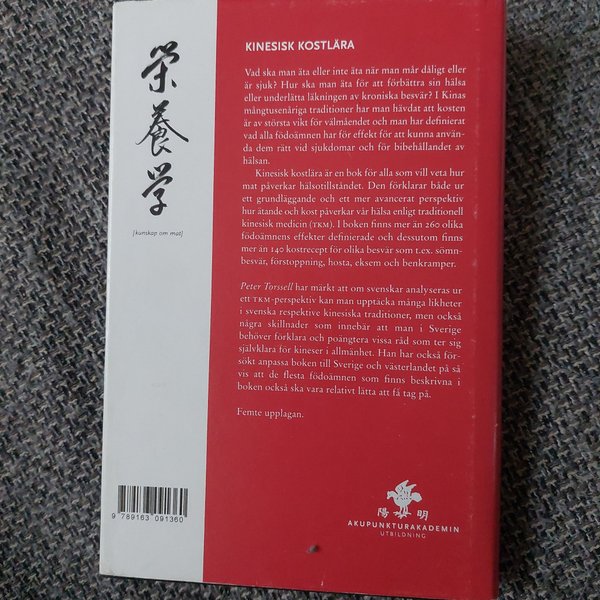 KINESISK KOSTLÄRA
Vad ska man äta eller inte äta när man mår dåligt eller
är sjuk? Hur ska man äta för att förbättra sin hälsa
eller underlätta läkningen av kroniska besvär? I Kinas
mångtusenåriga traditioner har man hävdat att kosten
är av största vikt för välmåendet och man har definierat
vad alla födoämnen har för effekt för att kunna använ-
da dem rätt vid sjukdomar och för bibehållandet av
hälsan.
Kinesisk kostlära är en bok för alla som vill veta hur
mat påverkar hälsotillståndet. Den förklarar både ur
ett grundläggande och ett mer avancerat perspektiv
hur ätande och kost påverkar vår hälsa enligt traditionell
kinesisk medicin (TKM). I boken finns mer än 260 olika
födoämnens effekter definierade och dessutom finns
mer än 140 kostrecept för olika besvär som t.ex. sömn-
besvär, förstoppning, hosta, eksem och benkramper.
Peter Torssell har märkt att om svenskar analyseras ur
ett TKM-perspektiv kan man upptäcka många likheter
i svenska respektive kinesiska traditioner, men också
några skillnader som innebär att man i Sverige
behöver förklara och poängtera vissa råd som ter sig
självklara för kineser i allmänhet. Han har också för-
sökt anpassa boken till Sverige och västerlandet på så
vis att de flesta födoämnen som finns beskrivna i
boken också ska vara relativt lätta att få tag på.
Femte upplagan.
栄養学
[kunskap om mat]
9 789163 091360
陽 明
AKUPUNKTURAKADEMIN
UTBILDNING